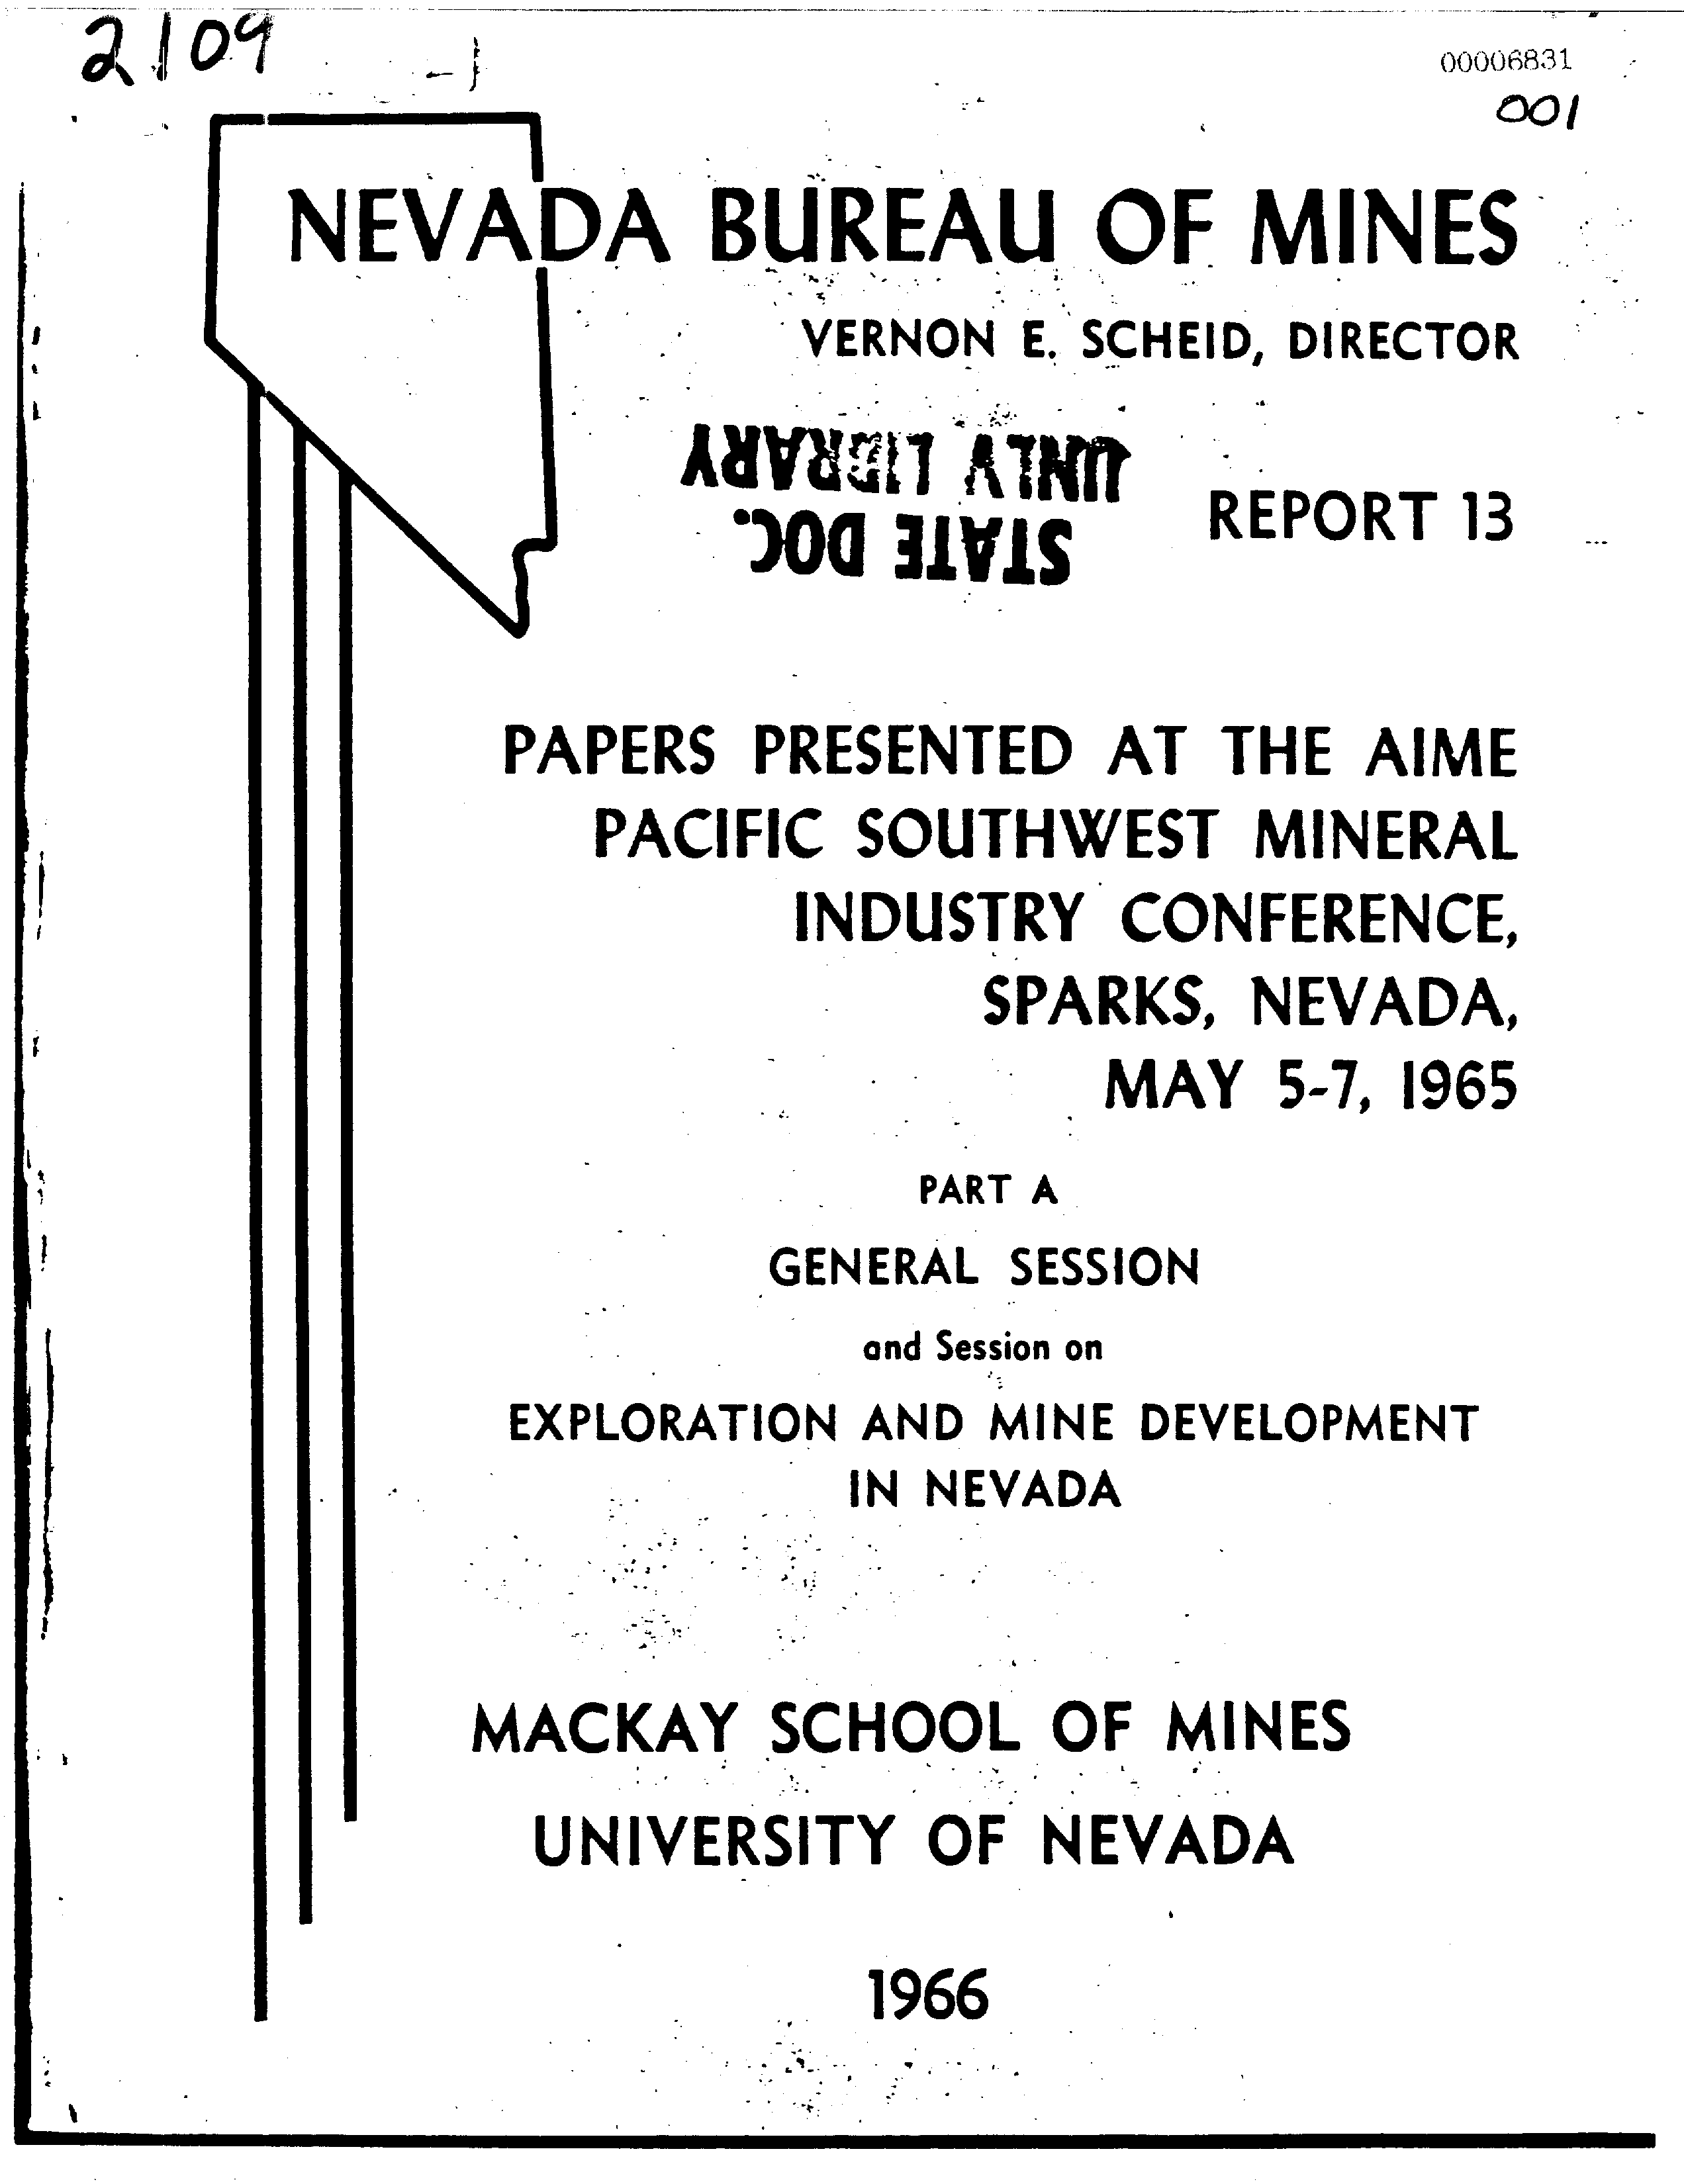 2109
00006831
001
NEVADA BUREAU OF MINES
VERNON E. SCHEID, DIRECTOR
STATE DOC.
UNLV LIBRARY
REPORT 13
PAPERS PRESENTED AT THE AIME
PACIFIC SOUTHWEST MINERAL
INDUSTRY CONFERENCE,
SPARKS, NEVADA,
MAY 5-7, 1965
PART A
GENERAL SESSION
and Session on
EXPLORATION AND MINE DEVELOPMENT
IN NEVADA
MACKAY SCHOOL OF MINES
UNIVERSITY OF NEVADA
1966